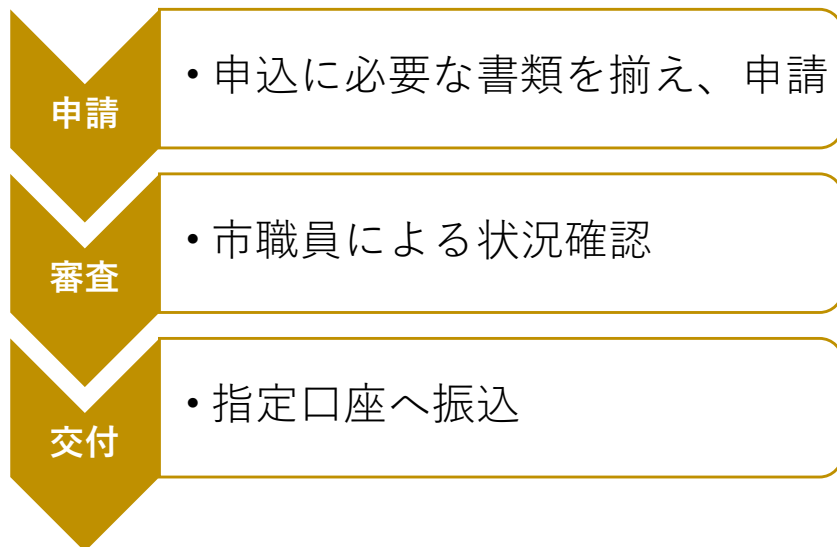 申請
• 申込に必要な書類を揃え、申請
審査
• 市職員による状況確認
交付
• 指定口座へ振込